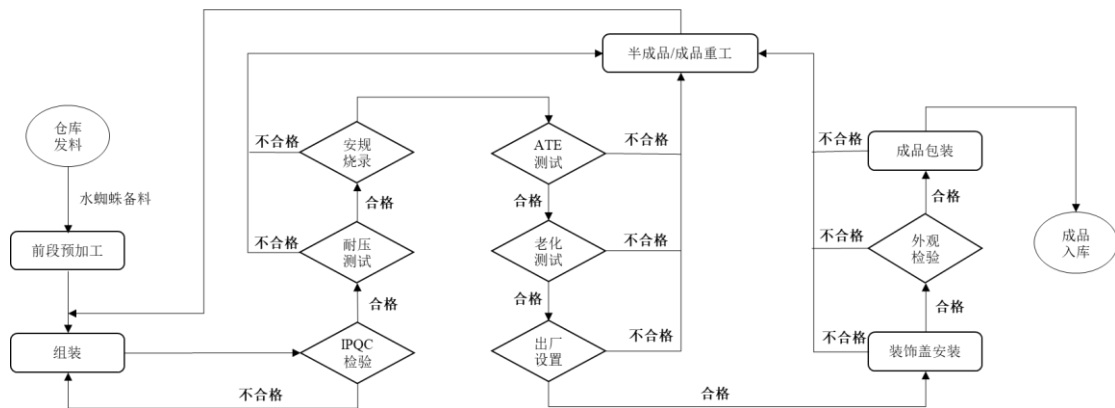 半成品/成品重工
仓库
发料
水蜘蛛备料
前段预加工
组装
IPQC
检验
不合格
合格
耐压
测试
不合格
合格
安规
烧录
不合格
ATE
测试
不合格
合格
老化
测试
不合格
合格
出厂
设置
不合格
合格
装饰盖安装
不合格
合格
外观
检验
不合格
合格
成品包装
不合格
成品
入库